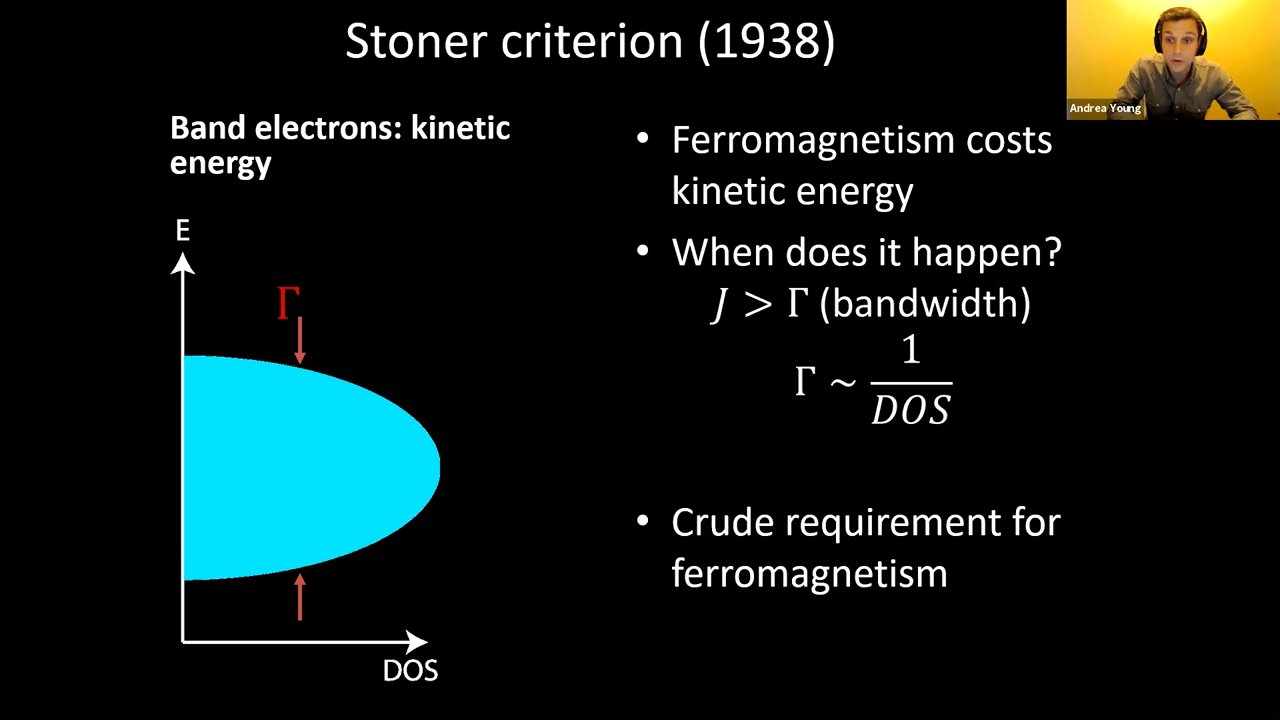 Stoner criterion (1938)
Andrea Young
Band electrons: kinetic
energy
E
Γ
DOS
• Ferromagnetism costs
kinetic energy
• When does it happen?
J > Γ (bandwidth)
Γ ~ 1/DOS
• Crude requirement for
ferromagnetism